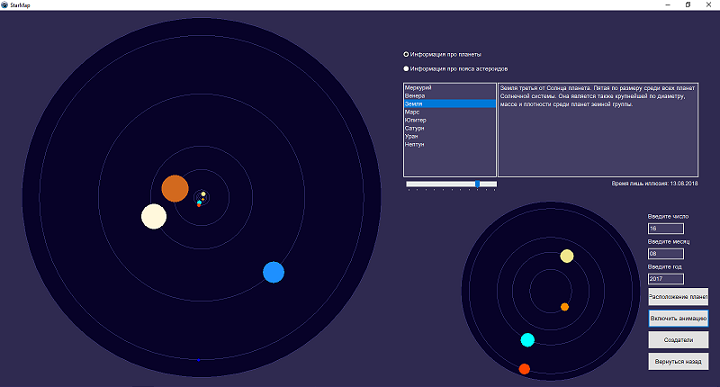 StarMap
Информация про планеты
Информация про пояса астероидов
Меркурий
Венера
Земля
Марс
Юпитер
Сатурн
Уран
Нептун
Земля третья от Солнца планета. Пятая по размеру среди всех планет
Солнечной системы. Она является также крупнейшей по диаметру,
массе и плотности среди планет земной группы.
Время лишь иллюзия: 13.08.2018
Введите число
16
Введите месяц
08
Введите год
2017
Расположение планет
Включить анимацию
Создатели
Вернуться назад